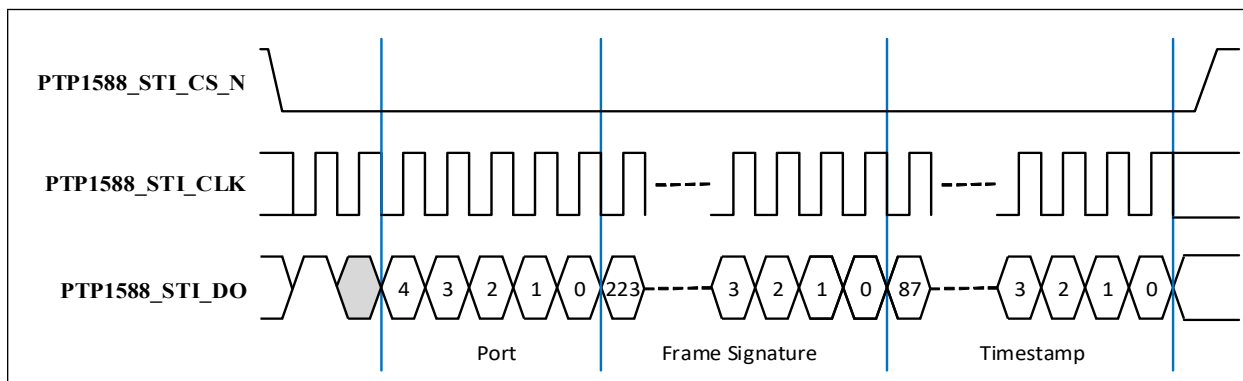 PTP1588_STI_CS_N
PTP1588_STI_CLK
PTP1588_STI_DO 4 3 2 1 0 223 3 2 1 0 87 3 2 1 0
Port Frame Signature Timestamp